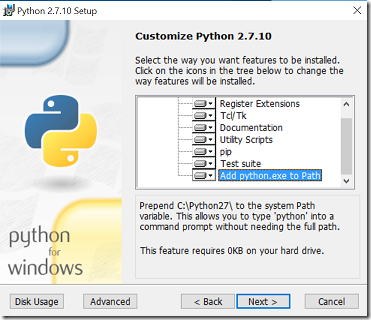 Python 2.7.10 Setup
Customize Python 2.7.10
Select the way you want features to be installed.
Click on the icons in the tree below to change the
way features will be installed.
Register Extensions
Tcl/Tk
Documentation
Utility Scripts
pip
Test suite
Add python.exe to Path
Prepend C:\Python27\ to the system Path
variable. This allows you to type 'python' into a
command prompt without needing the full path.
This feature requires 0KB on your hard drive.
python
for
windows
Disk Usage
Advanced
< Back
Next >
Cancel